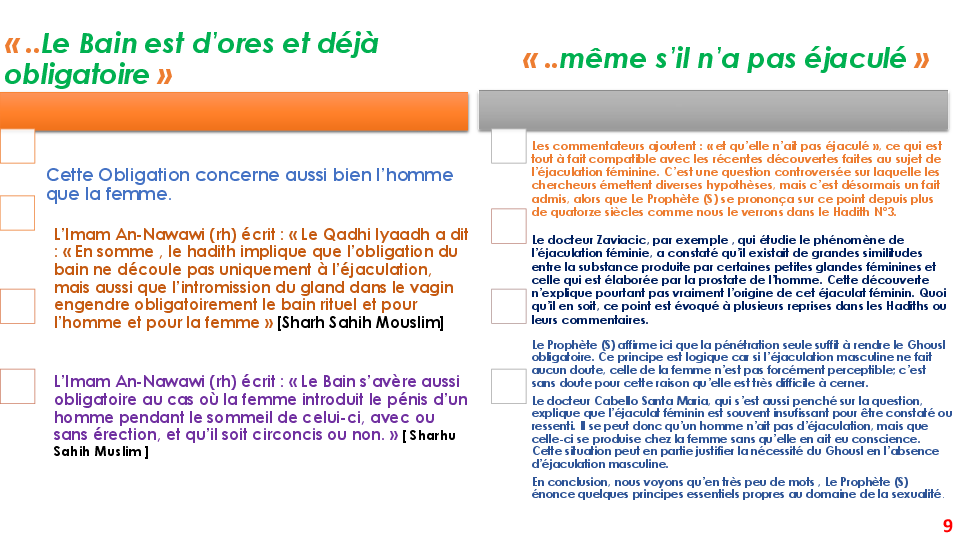 « ..Le Bain est d’ores et déjà
obligatoire »
Cette Obligation concerne aussi bien l’homme
que la femme.
L’Imam An-Nawawi (rh) écrit : « Le Qadhi Iyaadh a dit
: « En somme , le hadith implique que l’obligation du
bain ne découle pas uniquement à l’éjaculation,
mais aussi que l’intromission du gland dans le vagin
engendre obligatoirement le bain rituel et pour
l’homme et pour la femme » [Sharh Sahih Mouslim]
L’Imam An-Nawawi (rh) écrit : « Le Bain s’avère aussi
obligatoire au cas où la femme introduit le pénis d’un
homme pendant le sommeil de celui-ci, avec ou
sans érection, et qu’il soit circoncis ou non. » [ Sharhu
Sahih Muslim ]
« ..même s’il n’a pas éjaculé »
Les commentateurs ajoutent : « et qu’elle n’ait pas éjaculé », ce qui est
tout à fait compatible avec les récentes découvertes faites au sujet de
l’éjaculation féminine. C’est une question controversée sur laquelle les
chercheurs émettent diverses hypothèses, mais c’est désormais un fait
admis, alors que Le Prophète (S) se prononça sur ce point depuis plus
de quatorze siècles comme nous le verrons dans le Hadith N°3.
Le docteur Zaviacic, par exemple , qui étudie le phénomène de
l’éjaculation féminie, a constaté qu’il existait de grandes similitudes
entre la substance produite par certaines petites glandes féminines et
celle qui est élaborée par la prostate de l’homme. Cette découverte
n’explique pourtant pas vraiment l’origine de cet éjaculat féminin. Quoi
qu’il en soit, ce point est évoqué à plusieurs reprises dans les Hadiths ou
leurs commentaires.
Le Prophète (S) affirme ici que la pénétration seule suffit à rendre le Ghousl
obligatoire. Ce principe est logique car si l’éjaculation masculine ne fait
aucun doute, celle de la femme n’est pas forcément perceptible; c’est
sans doute pour cette raison qu’elle est très difficile à cerner.
Le docteur Cabello Santa Maria, qui s’est aussi penché sur la question,
explique que l’éjaculat féminin est souvent insuffisant pour être constaté ou
ressenti. Il se peut donc qu’un homme n’ait pas d’éjaculation, mais que
celle-ci se produise chez la femme sans qu’elle en ait eu conscience.
Cette situation peut en partie justifier la nécessité du Ghousl en l’absence
d’éjaculation masculine.
En conclusion, nous voyons qu’en très peu de mots , Le Prophète (S)
énonce quelques principes essentiels propres au domaine de la sexualité.
9